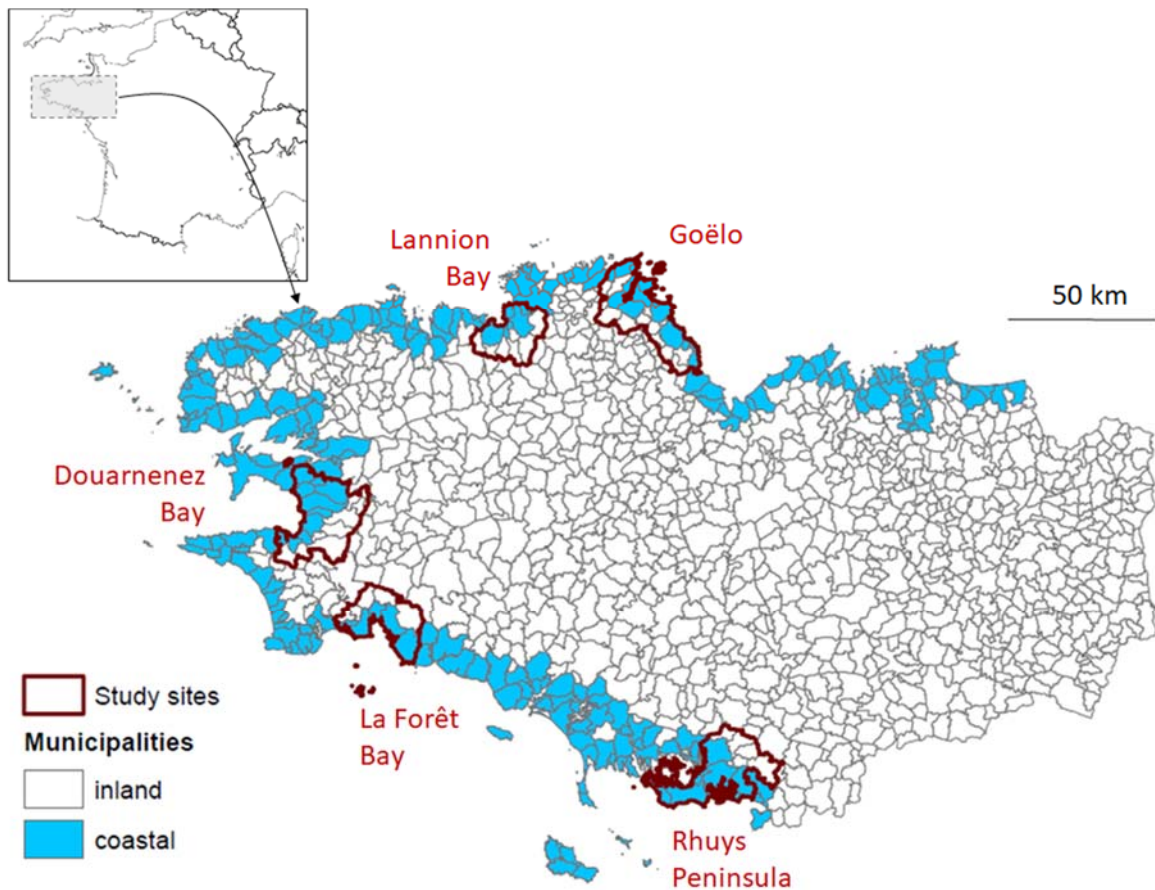 Lannion
Bay
Goëlo
50 km
Douarnenez
Bay
La Forêt
Bay
Rhuys
Peninsula
Study sites
Municipalities
inland
coastal